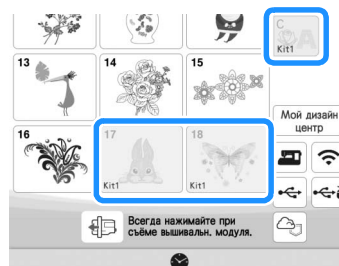 C
Kit1
13
14
15
Мой дизайн
центр
16
17
18
Kit1
Kit1
Всегда нажимайте при
съёме вышивальн. модуля.